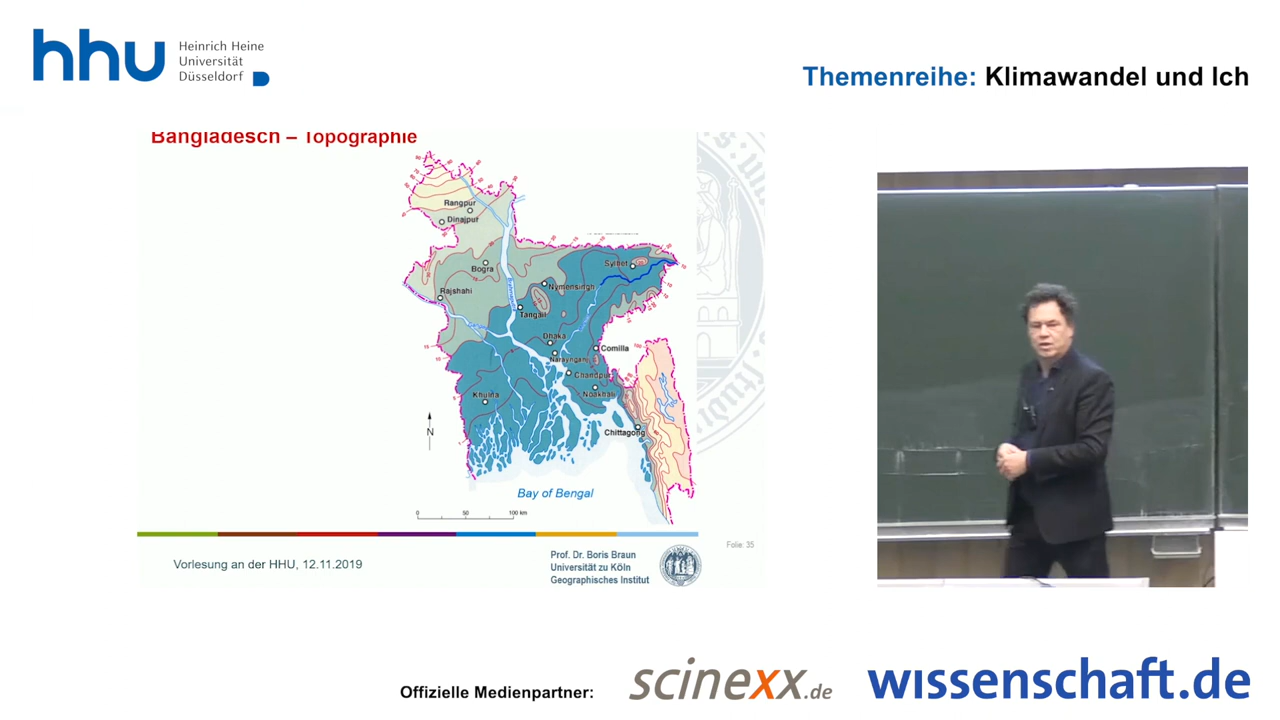 hhu Heinrich Heine
Universität
Düsseldorf
Themenreihe: Klimawandel und Ich
Bangladesch – Topographie
Rangpur
Dinajpur
Bogra
Sylhet
Rajshahi
Nymensingh
Tangail
Dhaka
Naraynganj
Comilla
Chandpur
Khulna
Noakhali
Chittagong
N
Bay of Bengal
0 50 100 km
Folie: 35
Vorlesung an der HHU, 12.11.2019
Prof. Dr. Boris Braun
Universität zu Köln
Geographisches Institut
Offizielle Medienpartner: scinexx.de wissenschaft.de